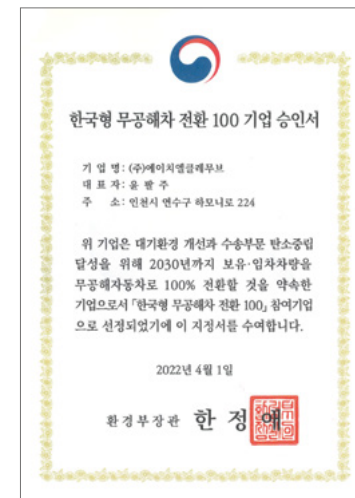 한국형 무공해차 전환 100 기업 승인서
기 업 명: (주)에이치엘클레무브
대 표 자: 윤 팔 주
주 소: 인천시 연수구 하모니로 224
위 기업은 대기환경 개선과 수송부문 탄소중립
달성을 위해 2030년까지 보유·임차차량을
무공해자동차로 100% 전환할 것을 약속한
기업으로서 「한국형 무공해차 전환 100」 참여기업
으로 선정되었기에 이 지정서를 수여합니다.
2022년 4월 1일
환경부장관 한 정 애